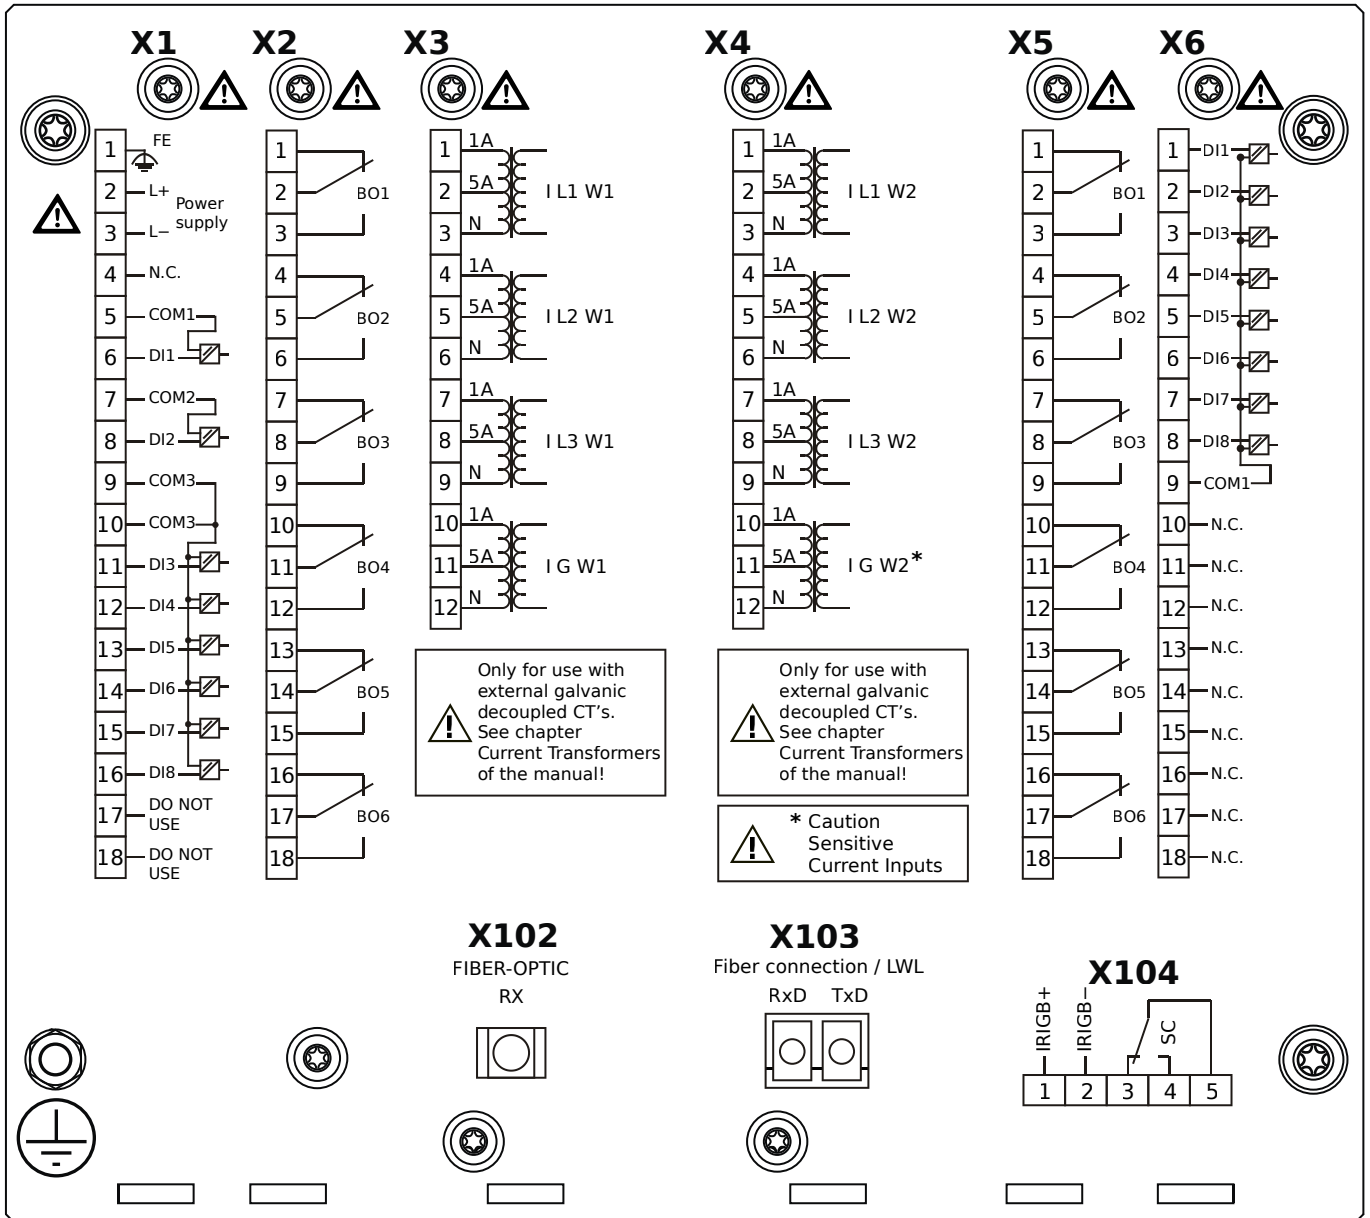 X1
X2
X3
X4
X5
X6
1 FE
2 L+
Power
supply
3 L−
4 N.C.
5 COM1
6 DI1
7 COM2
8 DI2
9 COM3
10 COM3
11 DI3
12 DI4
13 DI5
14 DI6
15 DI7
16 DI8
17 DO NOT
USE
18 DO NOT
USE
1
2 BO1
3
4
5 BO2
6
7
8 BO3
9
10
11 BO4
12
13
14 BO5
15
16
17 BO6
18
1 1A
2 5A I L1 W1
3 N
4 1A
5 5A I L2 W1
6 N
7 1A
8 5A I L3 W1
9 N
10 1A
11 5A I G W1
12 N
Only for use with
external galvanic
decoupled CT's.
See chapter
Current Transformers
of the manual!
1 1A
2 5A I L1 W2
3 N
4 1A
5 5A I L2 W2
6 N
7 1A
8 5A I L3 W2
9 N
10 1A
11 5A I G W2*
12 N
Only for use with
external galvanic
decoupled CT's.
See chapter
Current Transformers
of the manual!
* Caution
Sensitive
Current Inputs
1
2 BO1
3
4
5 BO2
6
7
8 BO3
9
10
11 BO4
12
13
14 BO5
15
16
17 BO6
18
1 DI1
2 DI2
3 DI3
4 DI4
5 DI5
6 DI6
7 DI7
8 DI8
9 COM1
10 N.C.
11 N.C.
12 N.C.
13 N.C.
14 N.C.
15 N.C.
16 N.C.
17 N.C.
18 N.C.
X102
FIBER-OPTIC
RX
X103
Fiber connection / LWL
RxD TxD
X104
IRIGB+
IRIGB−
SC
1 2 3 4 5